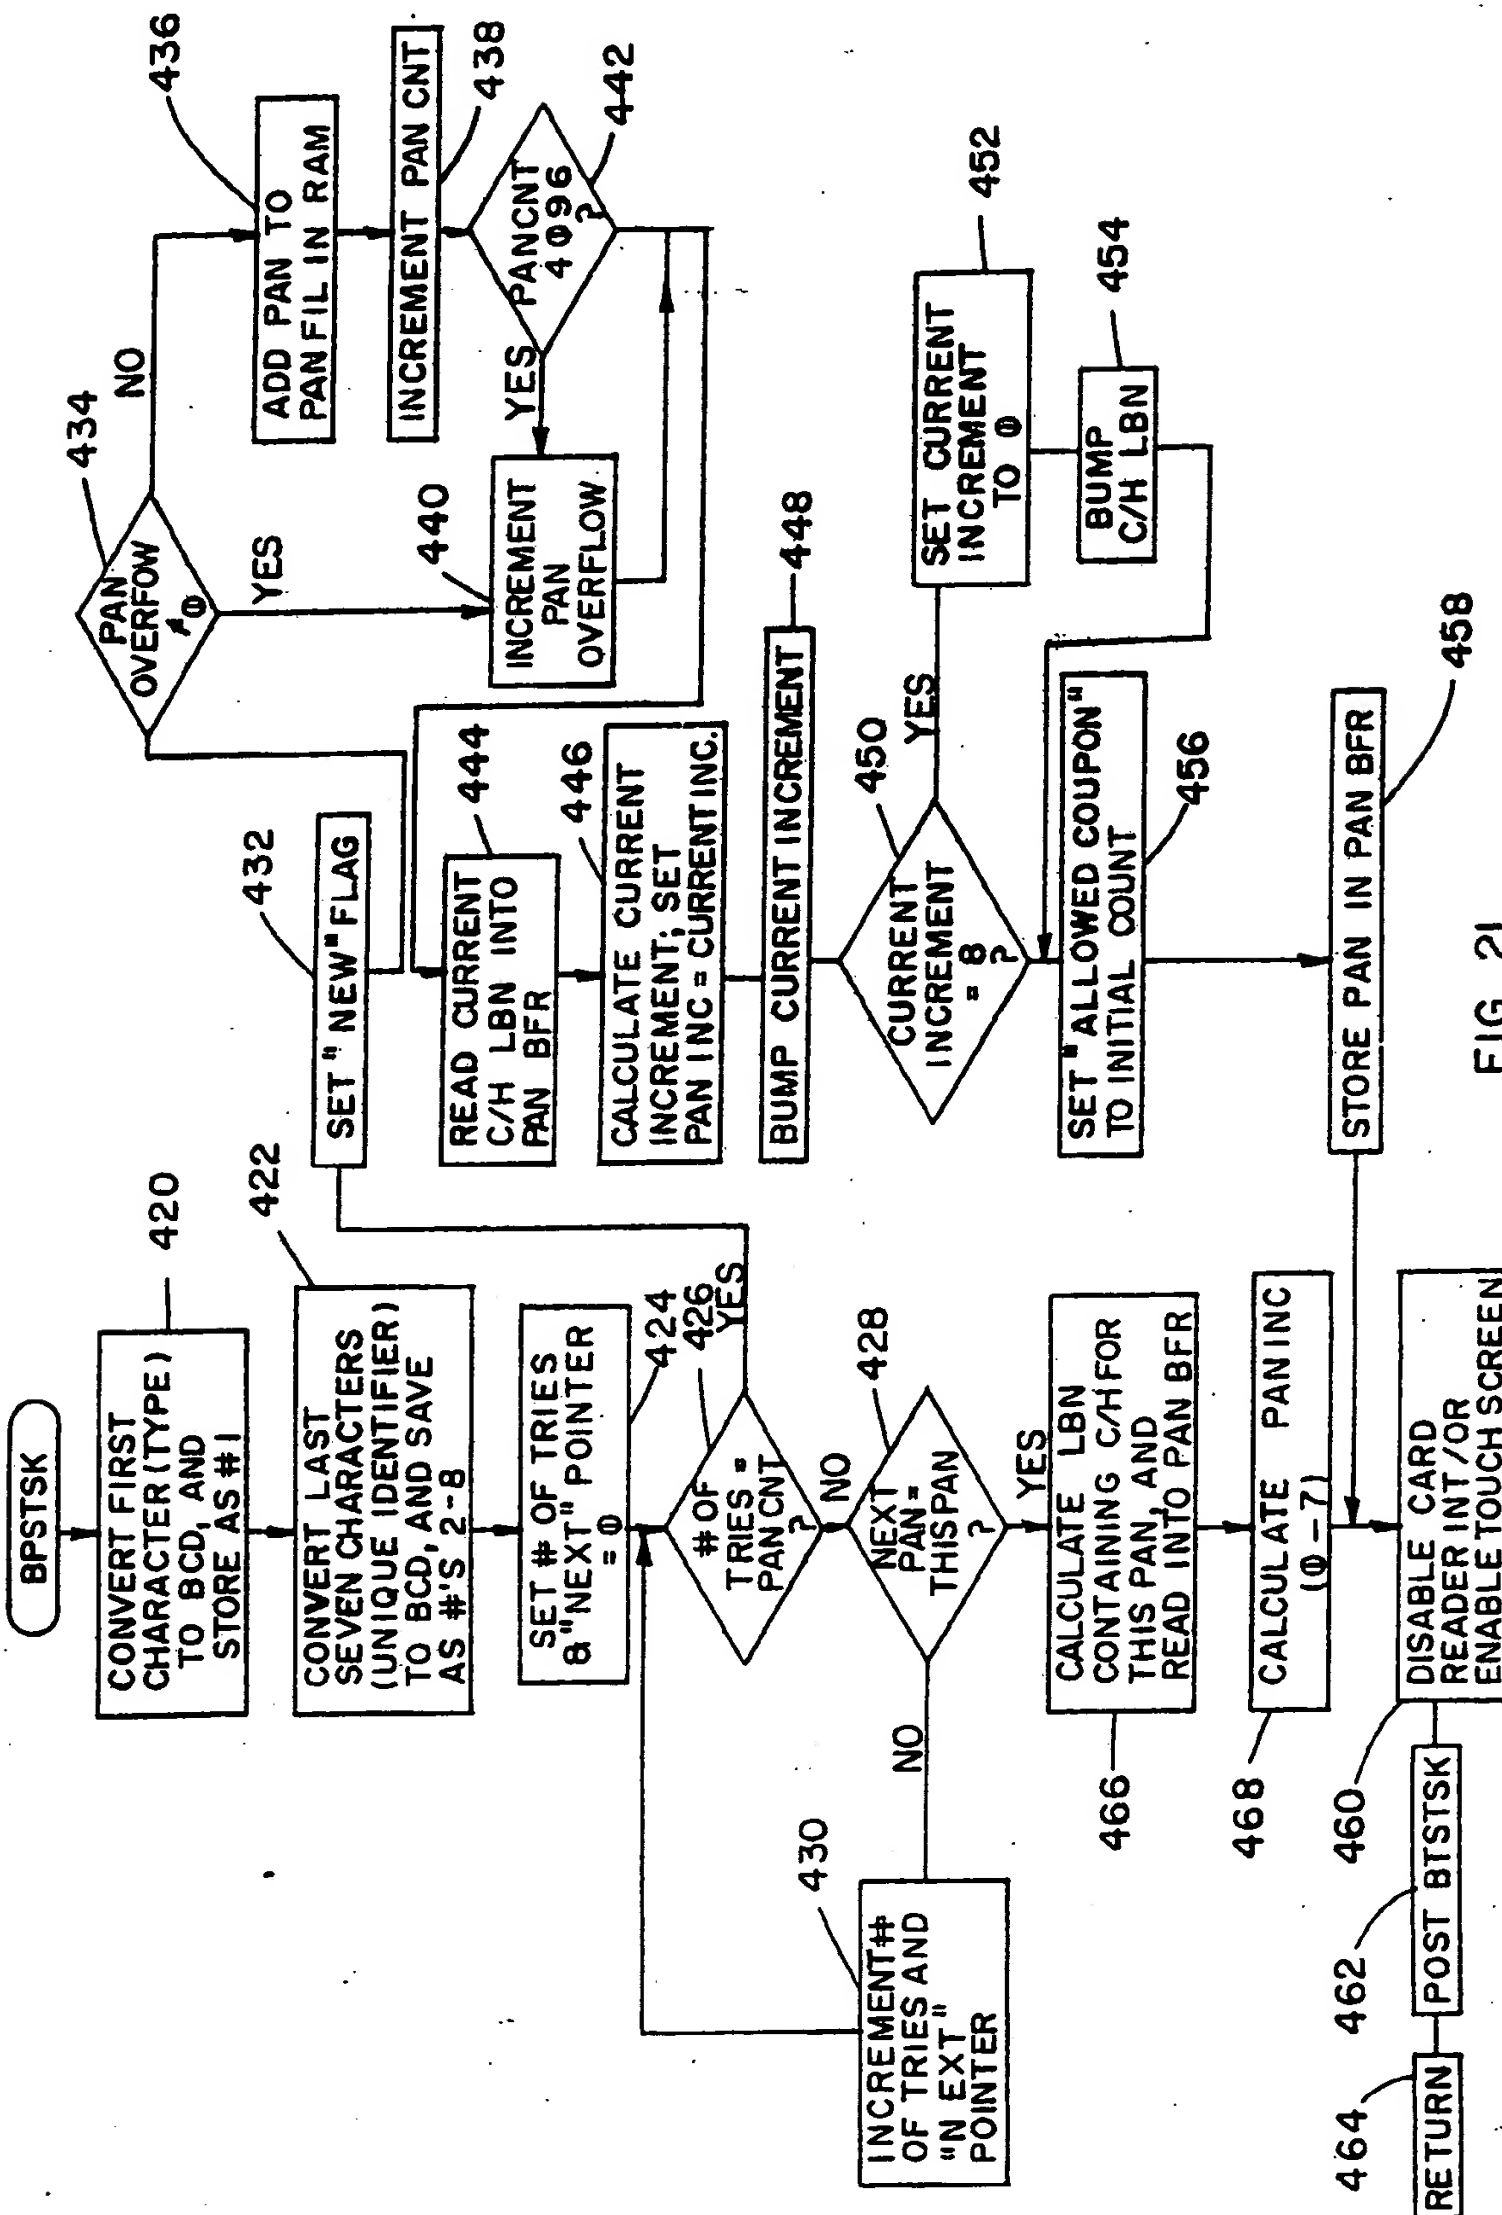 BPSTSK
CONVERT FIRST
CHARACTER (TYPE)
TO BCD, AND
STORE AS #1
420
CONVERT LAST
SEVEN CHARACTERS
(UNIQUE IDENTIFIER)
TO BCD, AND SAVE
AS #'S, 2-8
422
SET # OF TRIES
& "NEXT" POINTER
= 0
424
# OF
TRIES =
PAN CNT
?
426
YES
NO
NEXT
PAN =
THIS PAN
?
428
NO
YES
INCREMENT #
OF TRIES AND
"N EXT"
POINTER
430
CALCULATE LBN
CONTAINING C/H FOR
THIS PAN, AND
READ INTO PAN BFR
466
CALCULATE PAN INC
(0-7)
468
DISABLE CARD
READER INT/OR
ENABLE TOUCH SCREEN
460
POST BTSTSK
462
RETURN
464
SET "NEW" FLAG
432
PAN
OVERFOW
≠0
434
NO
YES
ADD PAN TO
PAN FIL IN RAM
436
INCREMENT PAN CNT
438
PANCNT
4096
?
442
YES
INCREMENT
PAN
OVERFLOW
440
READ CURRENT
C/H LBN INTO
PAN BFR
444
CALCULATE CURRENT
INCREMENT; SET
PAN INC = CURRENT INC.
446
BUMP CURRENT INCREMENT
448
CURRENT
INCREMENT
= 8
?
450
YES
SET CURRENT
INCREMENT
TO 0
452
BUMP
C/H LBN
454
SET "ALLOWED COUPON"
TO INITIAL COUNT
456
STORE PAN IN PAN BFR
458
FIG. 21